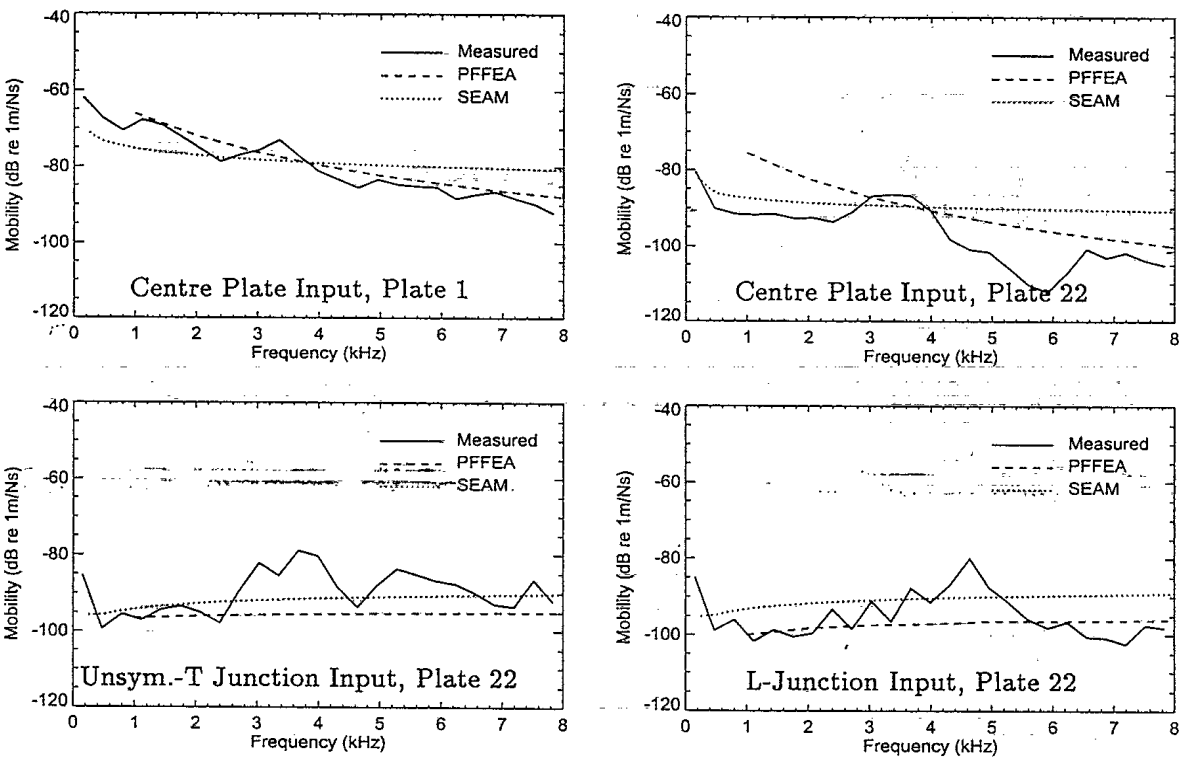 -40
-60
-80
-100
-120
Mobility (dB re 1m/Ns)
Measured
PFFEA
SEAM
Centre Plate Input, Plate 1
0 1 2 3 4 5 6 7 8
Frequency (kHz)
-40
-60
-80
-100
-120
Mobility (dB re 1m/Ns)
Measured
PFFEA
SEAM
Centre Plate Input, Plate 22
0 1 2 3 4 5 6 7 8
Frequency (kHz)
-40
-60
-80
-100
-120
Mobility (dB re 1m/Ns)
Measured
PFFEA
SEAM
Unsym.-T Junction Input, Plate 22
0 1 2 3 4 5 6 7 8
Frequency (kHz)
-40
-60
-80
-100
-120
Mobility (dB re 1m/Ns)
Measured
PFFEA
SEAM
L-Junction Input, Plate 22
0 1 2 3 4 5 6 7 8
Frequency (kHz)